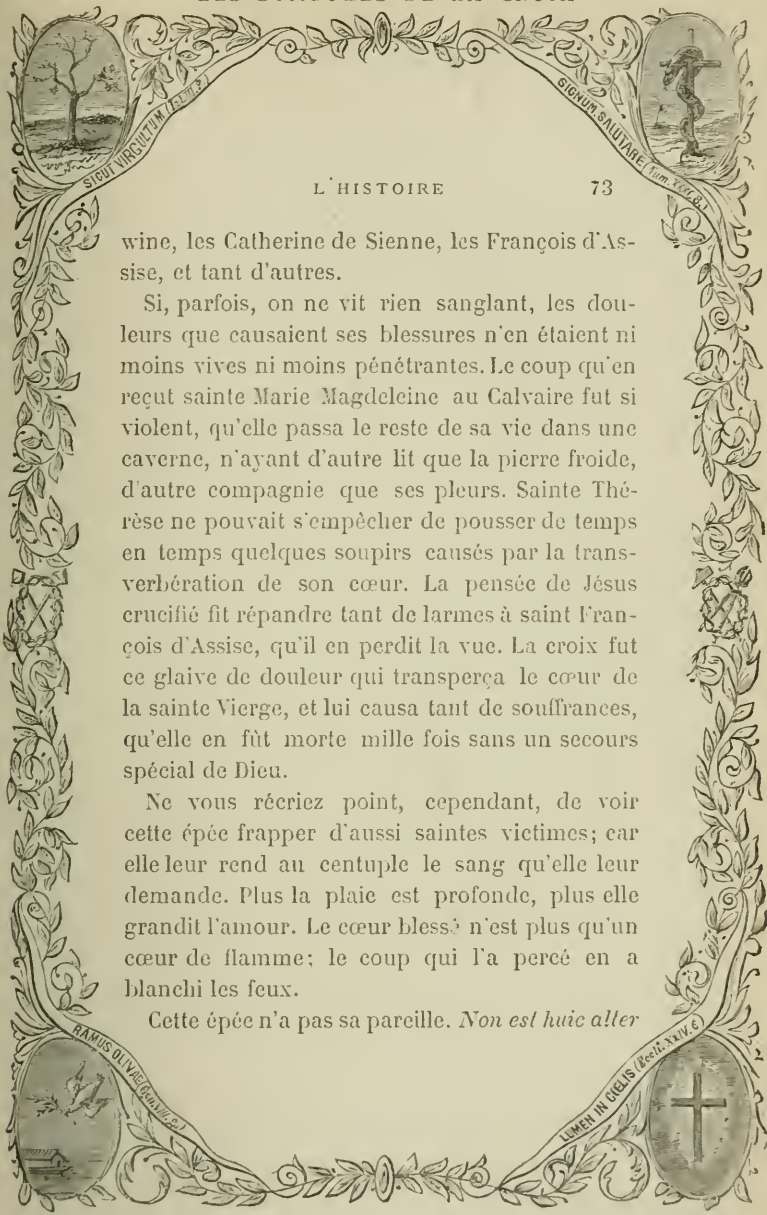 L'HISTOIRE 73
SICUT VIRGULTUM
SIGNUM SALUTARE
wine, les Catherine de Sienne, les François d'As-
sise, et tant d'autres.
Si, parfois, on ne vit rien sanglant, les dou-
leurs que causaient ses blessures n'en étaient ni
moins vives ni moins pénétrantes. Le coup qu'en
reçut sainte Marie Magdeleine au Calvaire fut si
violent, qu'elle passa le reste de sa vie dans une
caverne, n'ayant d'autre lit que la pierre froide,
d'autre compagnie que ses pleurs. Sainte Thé-
rèse ne pouvait s'empêcher de pousser de temps
en temps quelques soupirs causés par la trans-
verbération de son cœur. La pensée de Jésus
crucifié fit répandre tant de larmes à saint Fran-
çois d'Assise, qu'il en perdit la vue. La croix fut
ce glaive de douleur qui transperça le cœur de
la sainte Vierge, et lui causa tant de souffrances,
qu'elle en fût morte mille fois sans un secours
spécial de Dieu.
Ne vous récriez point, cependant, de voir
cette épée frapper d'aussi saintes victimes; car
elle leur rend au centuple le sang qu'elle leur
demande. Plus la plaie est profonde, plus elle
grandit l'amour. Le cœur blessé n'est plus qu'un
cœur de flamme; le coup qui l'a percé en a
blanchi les feux.
Cette épée n'a pas sa pareille. Non est huic alter
RAMUS OLIVAE
LUMEN IN CŒLIS (Eccli. XXIV. 6)